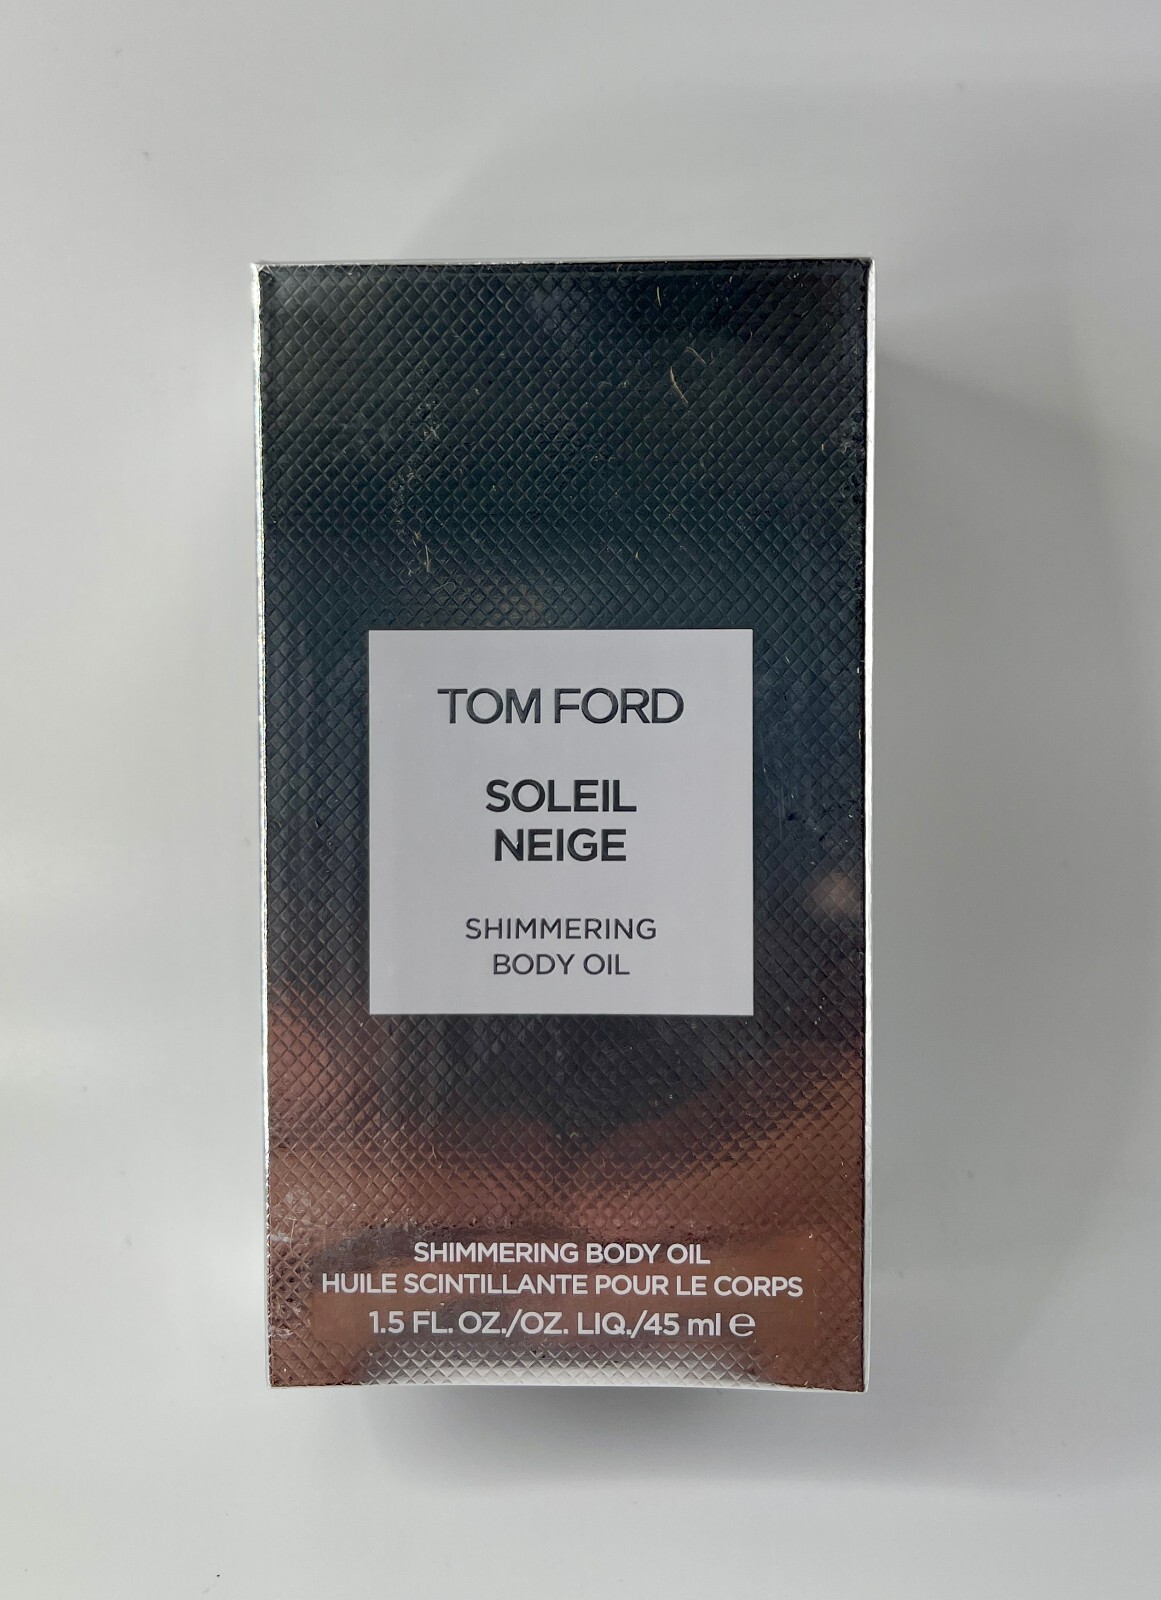 TOM FORD
SOLEIL
NEIGE
SHIMMERING
BODY OIL
SHIMMERING BODY OIL
HUILE SCINTILLANTE POUR LE CORPS
1.5 FL. OZ./OZ. LIQ./45 ml ℮